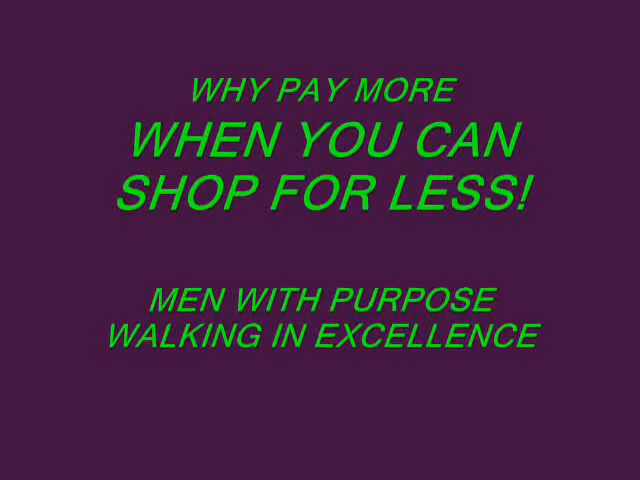 WHY PAY MORE
WHEN YOU CAN
SHOP FOR LESS!
MEN WITH PURPOSE
WALKING IN EXCELLENCE